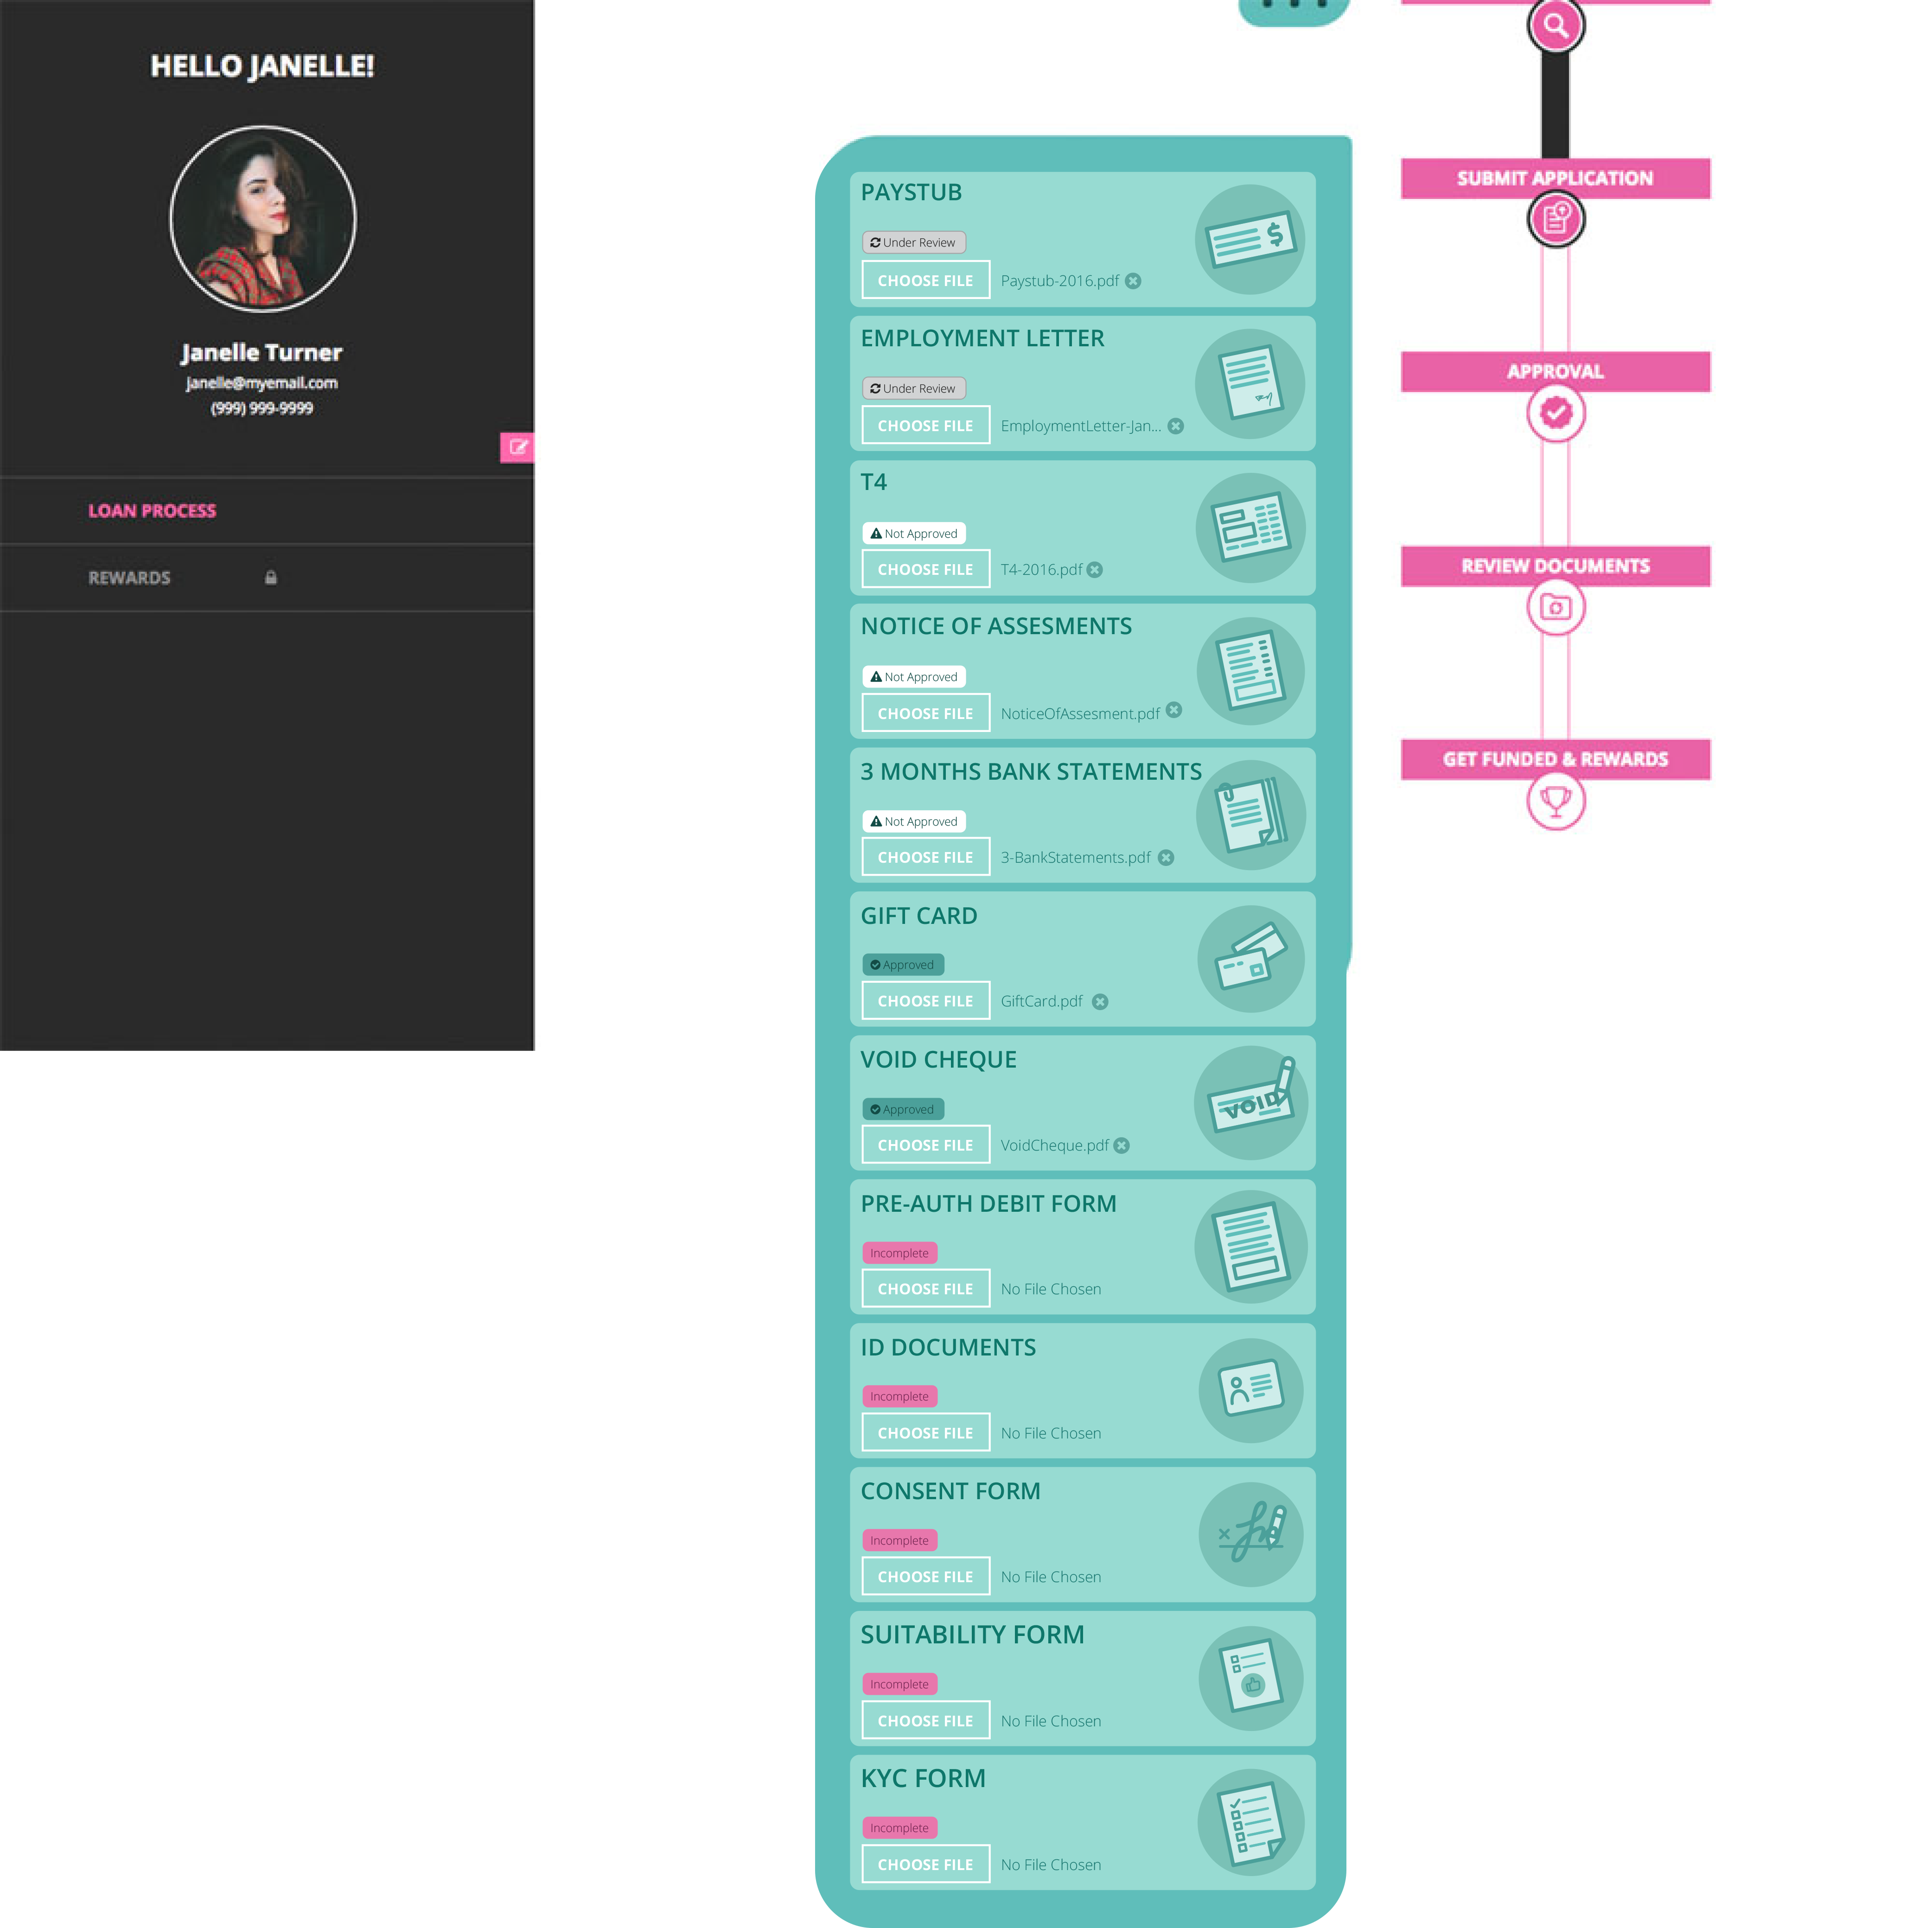 HELLO JANELLE!
Janelle Turner
janelle@myemail.com
(999) 999-9999
LOAN PROCESS
REWARDS
PAYSTUB
Under Review
CHOOSE FILE Paystub-2016.pdf
EMPLOYMENT LETTER
Under Review
CHOOSE FILE EmploymentLetter-Jan...
T4
Not Approved
CHOOSE FILE T4-2016.pdf
NOTICE OF ASSESMENTS
Not Approved
CHOOSE FILE NoticeOfAssesment.pdf
3 MONTHS BANK STATEMENTS
Not Approved
CHOOSE FILE 3-BankStatements.pdf
GIFT CARD
Approved
CHOOSE FILE GiftCard.pdf
VOID CHEQUE
VOID
Approved
CHOOSE FILE VoidCheque.pdf
PRE-AUTH DEBIT FORM
Incomplete
CHOOSE FILE No File Chosen
ID DOCUMENTS
Incomplete
CHOOSE FILE No File Chosen
CONSENT FORM
Incomplete
CHOOSE FILE No File Chosen
SUITABILITY FORM
Incomplete
CHOOSE FILE No File Chosen
KYC FORM
Incomplete
CHOOSE FILE No File Chosen
SUBMIT APPLICATION
APPROVAL
REVIEW DOCUMENTS
GET FUNDED & REWARDS